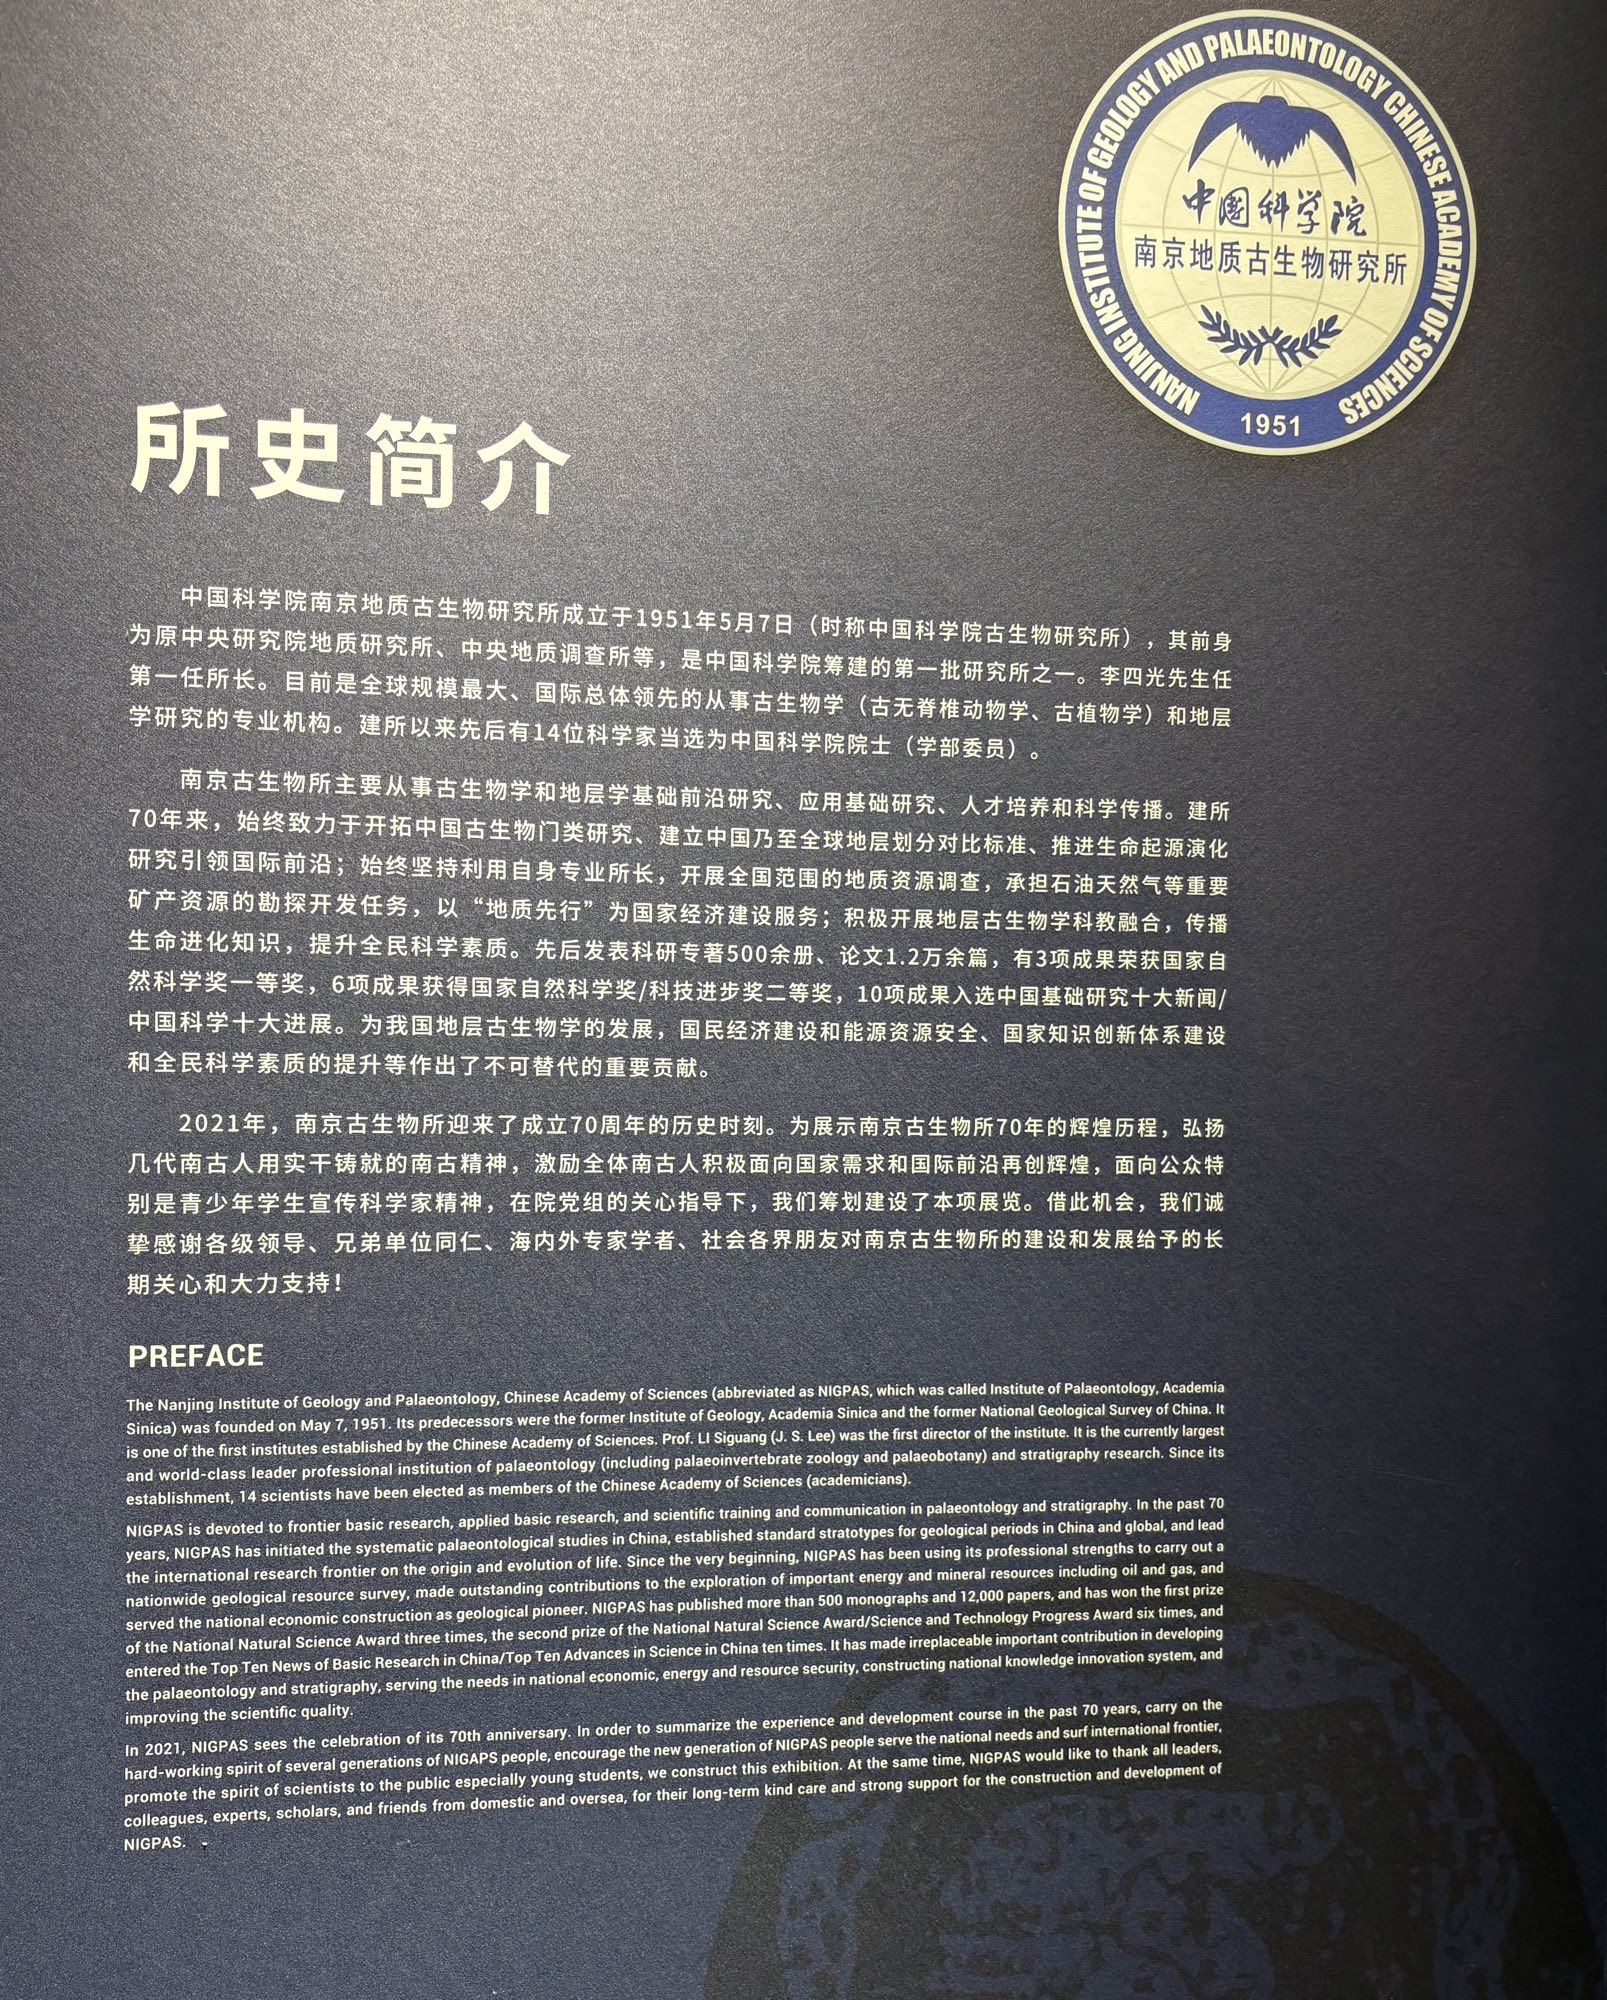 NANJING INSTITUTE OF GEOLOGY AND PALAEONTOLOGY CHINESE ACADEMY OF SCIENCES
中国科学院
南京地质古生物研究所
1951
所史简介
中国科学院南京地质古生物研究所成立于1951年5月7日（时称中国科学院古生物研究所），其前身
为原中央研究院地质研究所、中央地质调查所等，是中国科学院筹建的第一批研究所之一。李四光先生任
第一任所长。目前是全球规模最大、国际总体领先的从事古生物学（古无脊椎动物学、古植物学）和地层
学研究的专业机构。建所以来先后有14位科学家当选为中国科学院院士（学部委员）。
南京古生物所主要从事古生物学和地层学基础前沿研究、应用基础研究、人才培养和科学传播。建所
70年来，始终致力于开拓中国古生物门类研究、建立中国乃至全球地层划分对比标准、推进生命起源演化
研究引领国际前沿；始终坚持利用自身专业所长，开展全国范围的地质资源调查，承担石油天然气等重要
矿产资源的勘探开发任务，以“地质先行”为国家经济建设服务；积极开展地层古生物学科教融合，传播
生命进化知识，提升全民科学素质。先后发表科研专著500余册、论文1.2万余篇，有3项成果荣获国家自
然科学奖一等奖，6项成果获得国家自然科学奖/科技进步奖二等奖，10项成果入选中国基础研究十大新闻/
中国科学十大进展。为我国地层古生物学的发展，国民经济建设和能源资源安全、国家知识创新体系建设
和全民科学素质的提升等作出了不可替代的重要贡献。
2021年，南京古生物所迎来了成立70周年的历史时刻。为展示南京古生物所70年的辉煌历程，弘扬
几代南古人用实干铸就的南古精神，激励全体南古人积极面向国家需求和国际前沿再创辉煌，面向公众特
别是青少年学生宣传科学家精神，在院党组的关心指导下，我们筹划建设了本项展览。借此机会，我们诚
挚感谢各级领导、兄弟单位同仁、海内外专家学者、社会各界朋友对南京古生物所的建设和发展给予的长
期关心和大力支持！
PREFACE
The Nanjing Institute of Geology and Palaeontology, Chinese Academy of Sciences (abbreviated as NIGPAS, which was called Institute of Palaeontology, Academia
Sinica) was founded on May 7, 1951. Its predecessors were the former Institute of Geology, Academia Sinica and the former National Geological Survey of China. It
is one of the first institutes established by the Chinese Academy of Sciences. Prof. LI Siguang (J. S. Lee) was the first director of the institute. It is the currently largest
and world-class leader professional institution of palaeontology (including palaeoinvertebrate zoology and palaeobotany) and stratigraphy research. Since its
establishment, 14 scientists have been elected as members of the Chinese Academy of Sciences (academicians).
NIGPAS is devoted to frontier basic research, applied basic research, and scientific training and communication in palaeontology and stratigraphy. In the past 70
years, NIGPAS has initiated the systematic palaeontological studies in China, established standard stratotypes for geological periods in China and global, and lead
the international research frontier on the origin and evolution of life. Since the very beginning, NIGPAS has been using its professional strengths to carry out a
nationwide geological resource survey, made outstanding contributions to the exploration of important energy and mineral resources including oil and gas, and
served the national economic construction as geological pioneer. NIGPAS has published more than 500 monographs and 12,000 papers, and has won the first prize
of the National Natural Science Award three times, the second prize of the National Natural Science Award/Science and Technology Progress Award six times, and
entered the Top Ten News of Basic Research in China/Top Ten Advances in Science in China ten times. It has made irreplaceable important contribution in developing
the palaeontology and stratigraphy, serving the needs in national economic, energy and resource security, constructing national knowledge innovation system, and
improving the scientific quality.
In 2021, NIGPAS sees the celebration of its 70th anniversary. In order to summarize the experience and development course in the past 70 years, carry on the
hard-working spirit of several generations of NIGAPS people, encourage the new generation of NIGPAS people serve the national needs and surf international frontier,
promote the spirit of scientists to the public especially young students, we construct this exhibition. At the same time, NIGPAS would like to thank all leaders,
colleagues, experts, scholars, and friends from domestic and oversea, for their long-term kind care and strong support for the construction and development of
NIGPAS.